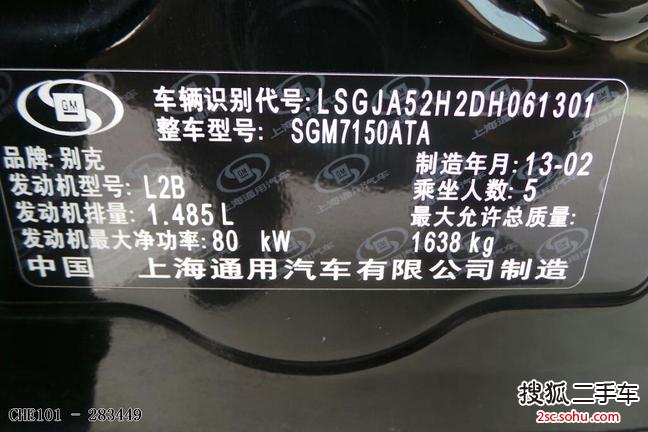 GM
车辆识别代号:LSGJA52H2DH061301
整车型号: SGM7150ATA
品牌:别克
制造年月:13-02
发动机型号: L2B
乘坐人数:5
发动机排量:1.485 L
最大允许总质量:
发动机最大净功率:80 kW
1638 kg
中国 上海通用汽车有限公司制造
CHE101 - 283449
搜狐二手车
2sc.sohu.com